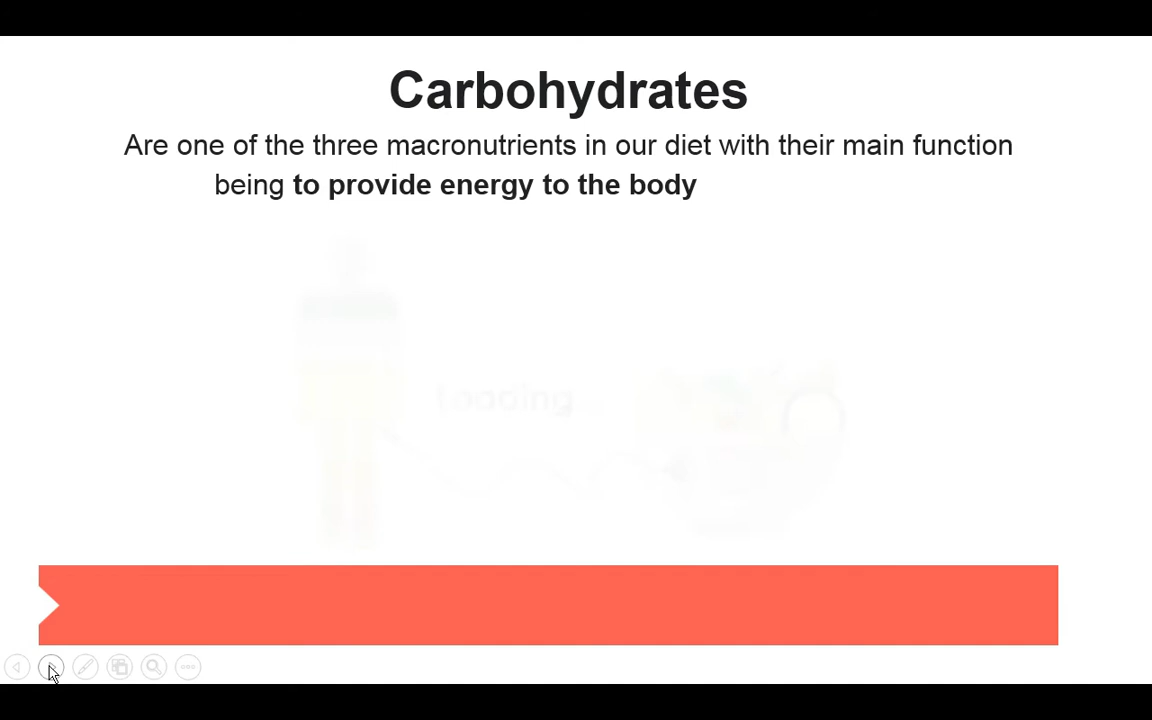 Carbohydrates
Are one of the three macronutrients in our diet with their main function
being to provide energy to the body
Loading